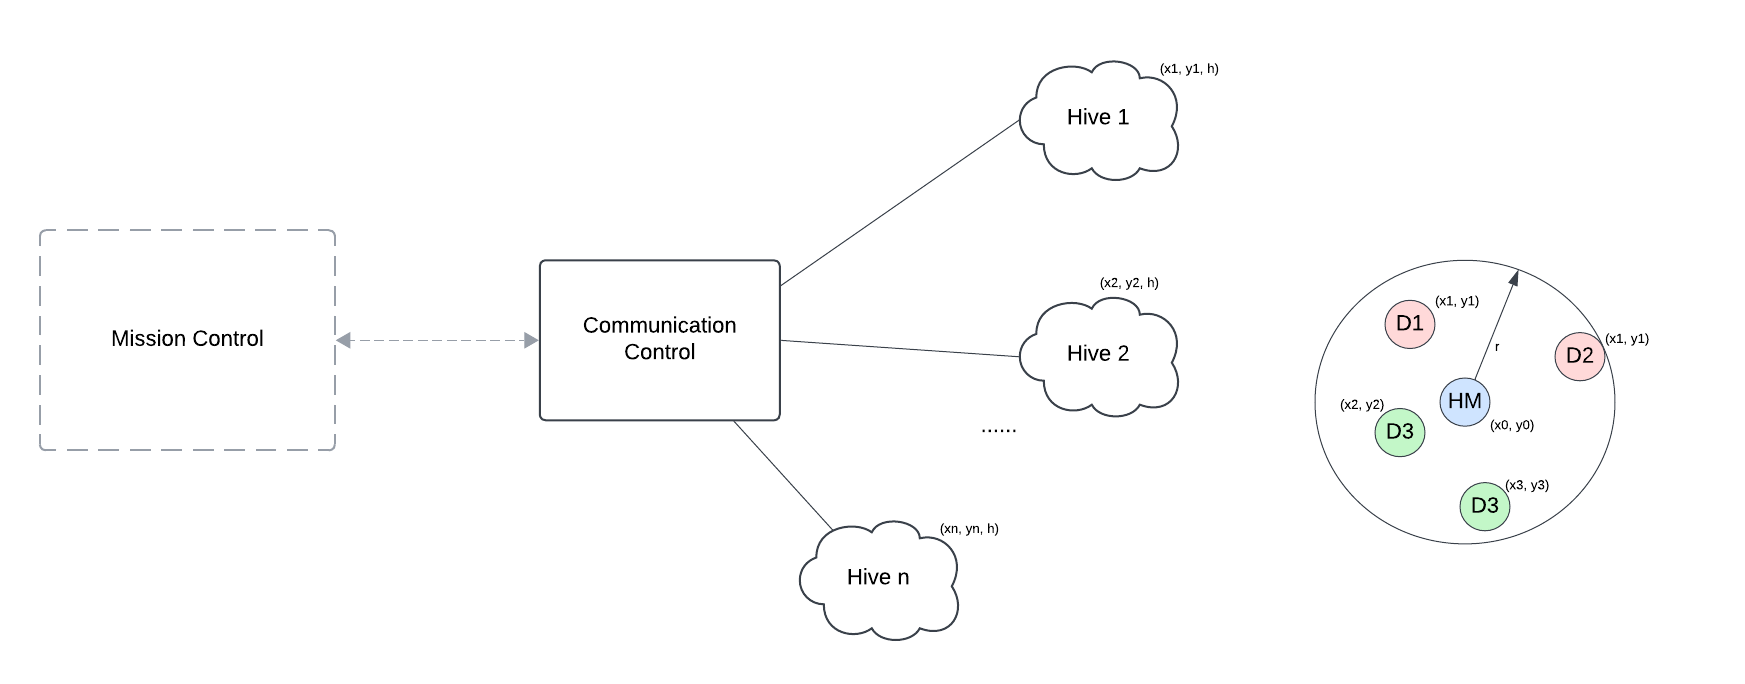 Mission Control
Communication
Control
(x1, y1, h)
Hive 1
(x2, y2, h)
Hive 2
......
(xn, yn, h)
Hive n
D1
(x1, y1)
D2
(x1, y1)
r
HM
(x0, y0)
(x2, y2)
D3
D3
(x3, y3)